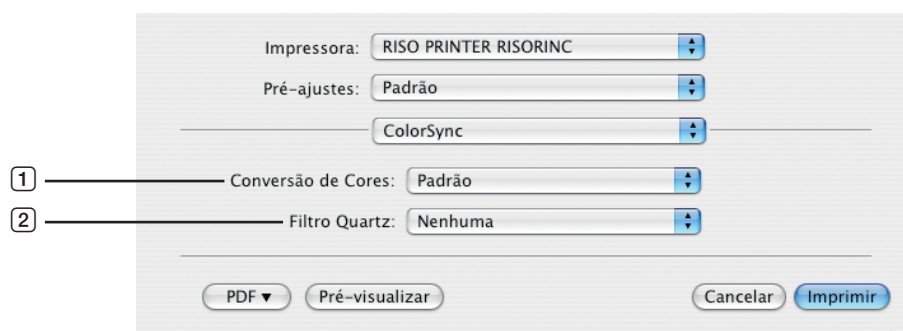 Impressora: RISO PRINTER RISORINC
Pré-ajustes: Padrão
ColorSync
1 Conversão de Cores: Padrão
2 Filtro Quartz: Nenhuma
PDF ▼ Pré-visualizar Cancelar Imprimir